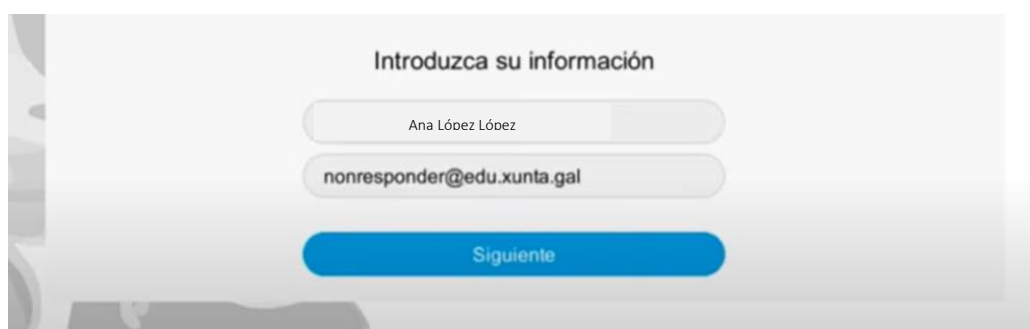 Introduzca su información
Ana López López
nonresponder@edu.xunta.gal
Siguiente